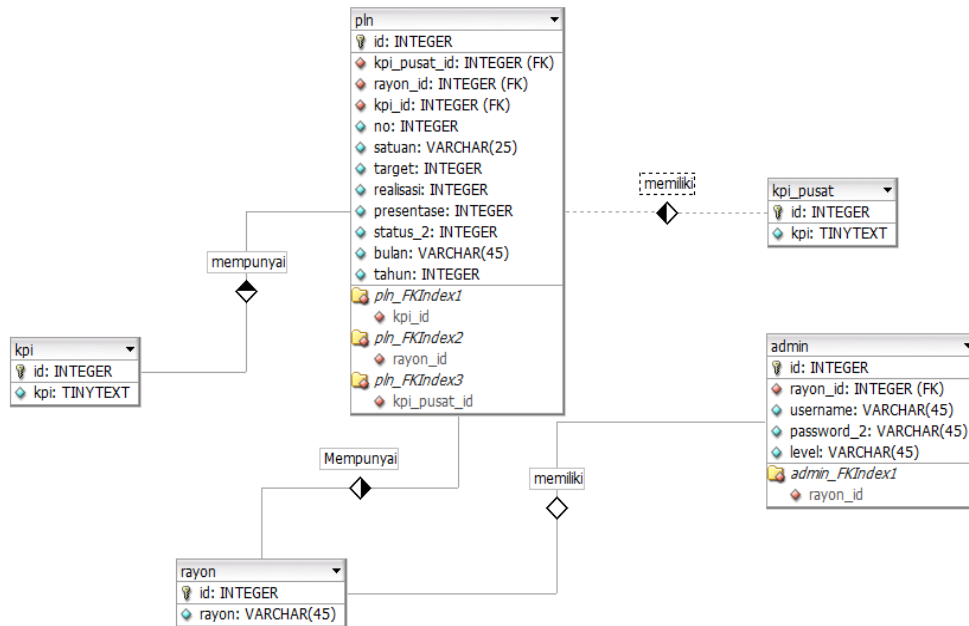 pln
id: INTEGER
kpi_pusat_id: INTEGER (FK)
rayon_id: INTEGER (FK)
kpi_id: INTEGER (FK)
no: INTEGER
satuan: VARCHAR(25)
target: INTEGER
realisasi: INTEGER
presentase: INTEGER
status_2: INTEGER
bulan: VARCHAR(45)
tahun: INTEGER
pln_FKIndex1
kpi_id
pln_FKIndex2
rayon_id
pln_FKIndex3
kpi_pusat_id
memiliki
kpi_pusat
id: INTEGER
kpi: TINYTEXT
mempunyai
kpi
id: INTEGER
kpi: TINYTEXT
admin
id: INTEGER
rayon_id: INTEGER (FK)
username: VARCHAR(45)
password_2: VARCHAR(45)
level: VARCHAR(45)
admin_FKIndex1
rayon_id
Mempunyai
memiliki
rayon
id: INTEGER
rayon: VARCHAR(45)